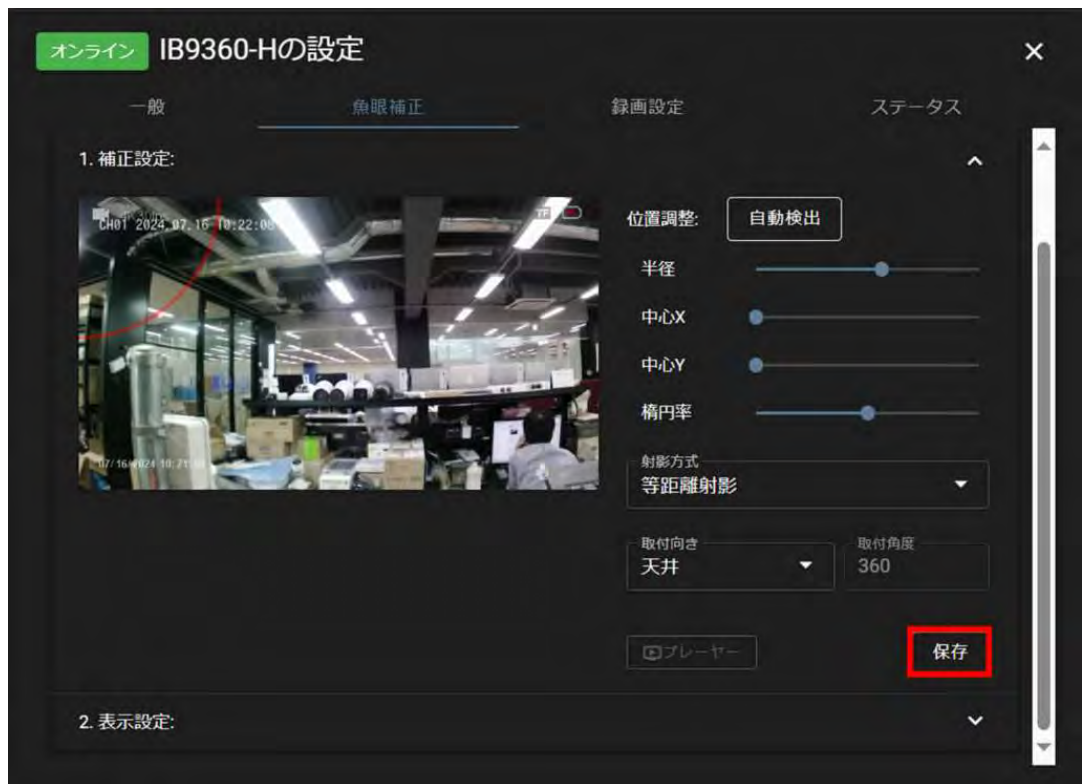 オンライン IB9360-Hの設定
一般 魚眼補正 録画設定 ステータス
1. 補正設定:
CH01 2024.07.16 10:22:08
位置調整: 自動検出
半径
中心X
中心Y
楕円率
射影方式
等距離射影
取付向き 取付角度
天井 360
プレーヤー 保存
2. 表示設定: